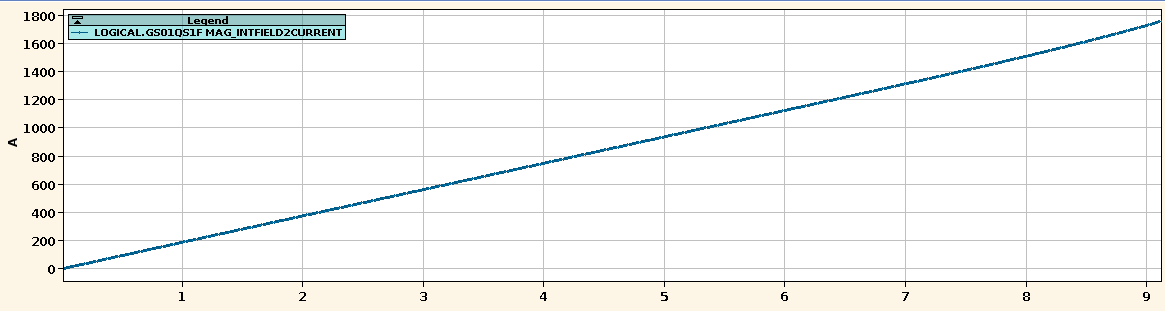 Legend
LOGICAL.GS01QS1F MAG_INTFIELD2CURRENT
1800
1600
1400
1200
1000
800
600
400
200
0
A
1 2 3 4 5 6 7 8 9